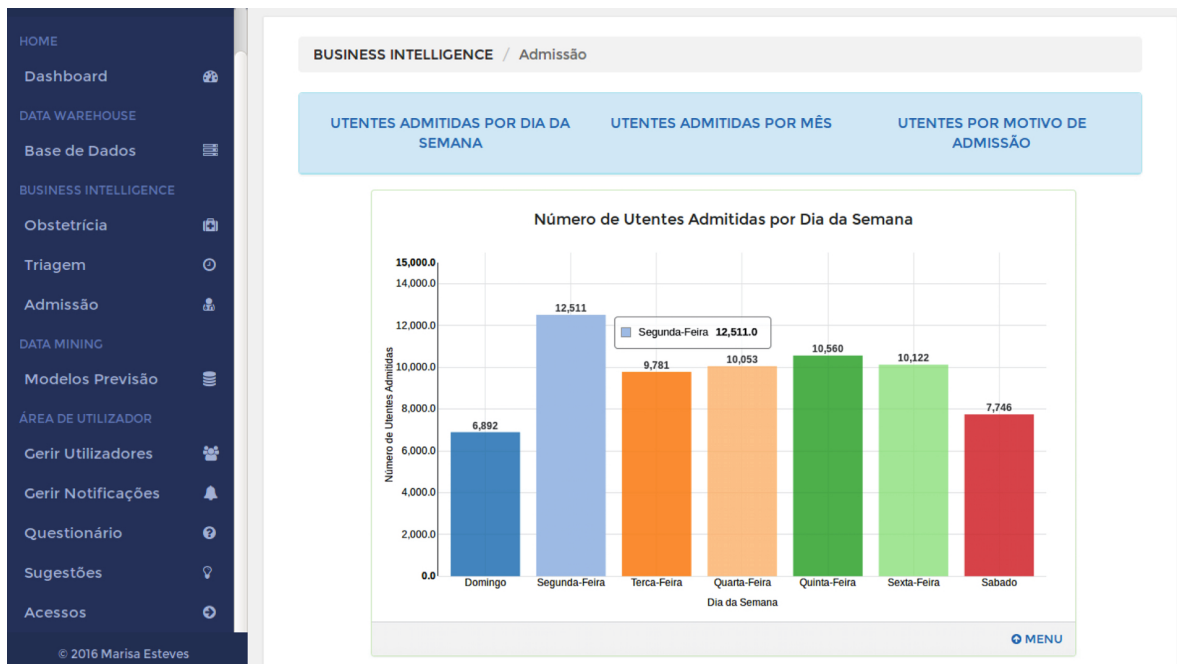 HOME
Dashboard
DATA WAREHOUSE
Base de Dados
BUSINESS INTELLIGENCE
Obstetrícia
Triagem
Admissão
DATA MINING
Modelos Previsão
ÁREA DE UTILIZADOR
Gerir Utilizadores
Gerir Notificações
Questionário
Sugestões
Acessos
© 2016 Marisa Esteves
BUSINESS INTELLIGENCE / Admissão
UTENTES ADMITIDAS POR DIA DA
SEMANA
UTENTES ADMITIDAS POR MÊS
UTENTES POR MOTIVO DE
ADMISSÃO
Número de Utentes Admitidas por Dia da Semana
Número de Utentes Admitidas
15,000.0
14,000.0
12,000.0
10,000.0
8,000.0
6,000.0
4,000.0
2,000.0
0.0
6,892
12,511
9,781
10,053
10,560
10,122
7,746
Segunda-Feira 12,511.0
Domingo
Segunda-Feira
Terca-Feira
Quarta-Feira
Quinta-Feira
Sexta-Feira
Sabado
Dia da Semana
MENU